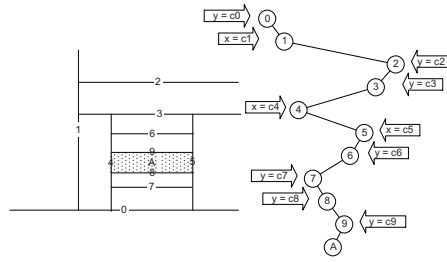 y = c0
0
x = c1
1
2
y = c2
y = c3
3
x = c4
4
5
x = c5
6
y = c6
y = c7
7
y = c8
8
9
y = c9
A
2
3
1
6
9
4
A
5
8
7
0